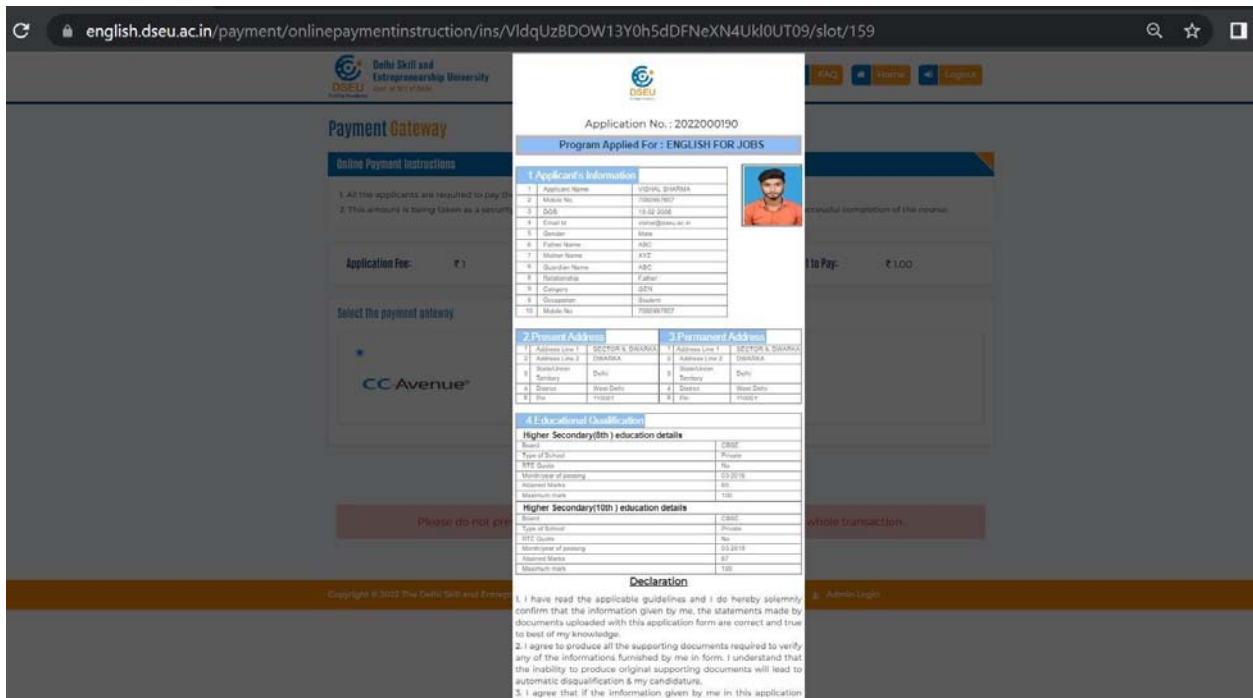 english.dseu.ac.in/payment/onlinepaymentinstruction/ins/VldqUzBDOW13Y0h5dDFNeXN4Ukl0UT09/slot/159
Delhi Skill and
Entrepreneurship University
DSEU
FAQ
Home
Logout
Payment Gateway
Online Payment Instructions
1. All the applicants are required to pay the
2. This amount is being taken as a security
successful completion of the course.
Application Fee: ₹ 1
to Pay: ₹ 1.00
Select the payment gateway
CC Avenue
Please do not pre
whole transaction.
Copyright © 2022 The Delhi Skill and Entrepr
Admin Login
DSEU
Application No. : 2022000190
Program Applied For : ENGLISH FOR JOBS
1.Applicant's Information
1 Applicant Name VISHAL SHARMA
2 Mobile No.
3 DOB
4 Email Id
5 Gender Male
6 Father Name ABC
7 Mother Name XYZ
Guardian Name ABC
Relationship Father
9 Category GEN
Occupation Student
10 Mobile No
2.Present Address
1 Address Line 1 DWARKA
2 Address Line 2 DWARKA
3 State/Union Territory Delhi
4 District West Delhi
Pin
3.Permanent Address
1 Address Line 1 DWARKA
2 Address Line 2 DWARKA
3 State/Union Territory Delhi
4 District West Delhi
Pin
4.Educational Qualification
Higher Secondary(8th ) education details
Board CBSE
Type of School Private
RTE Quota No
Month/year of passing
Attained Marks
Maximum mark 100
Higher Secondary(10th ) education details
Board CBSE
Type of School Private
RTE Quota No
Month/year of passing
Attained Marks
Maximum mark 100
Declaration
1. I have read the applicable guidelines and I do hereby solemnly
confirm that the information given by me, the statements made by
documents uploaded with this application form are correct and true
to best of my knowledge.
2. I agree to produce all the supporting documents required to verify
any of the informations furnished by me in form. I understand that
the inability to produce original supporting documents will lead to
automatic disqualification & my candidature.
3. I agree that if the imformation given by me in this application